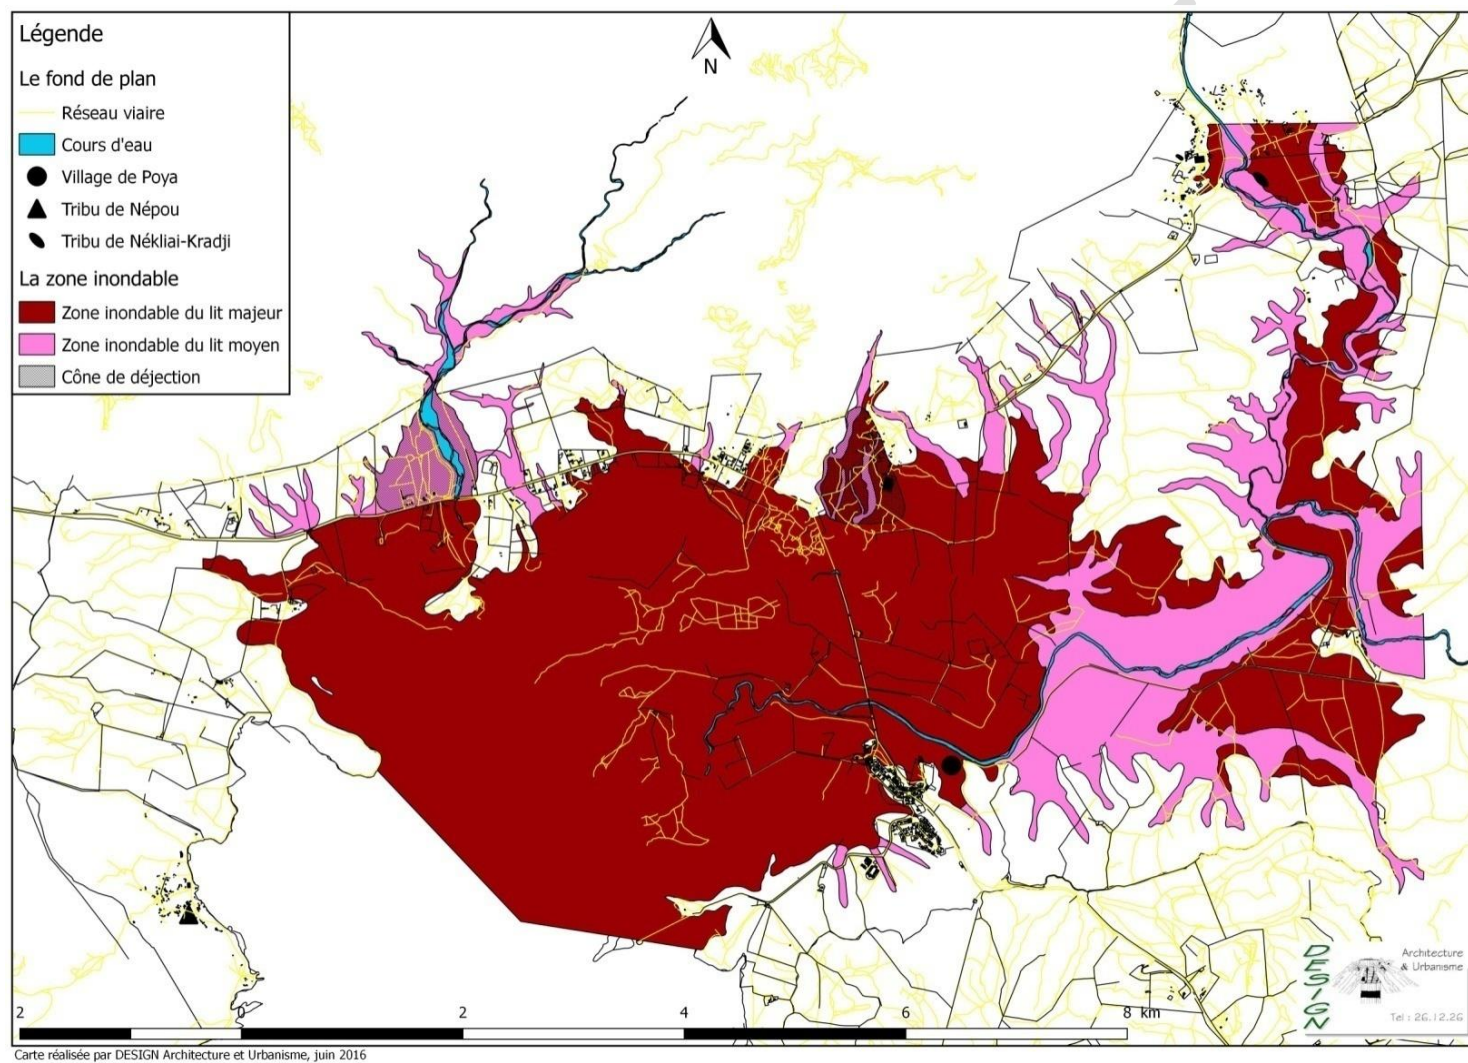 Légende
Le fond de plan
Réseau viaire
Cours d'eau
Village de Poya
Tribu de Népou
Tribu de Nékliai-Kradji
La zone inondable
Zone inondable du lit majeur
Zone inondable du lit moyen
Cône de déjection
N
DESIGN
Architecture
& Urbanisme
Tel : 26.12.26
2 0 2 4 6 8 km
Carte réalisée par DESIGN Architecture et Urbanisme, juin 2016